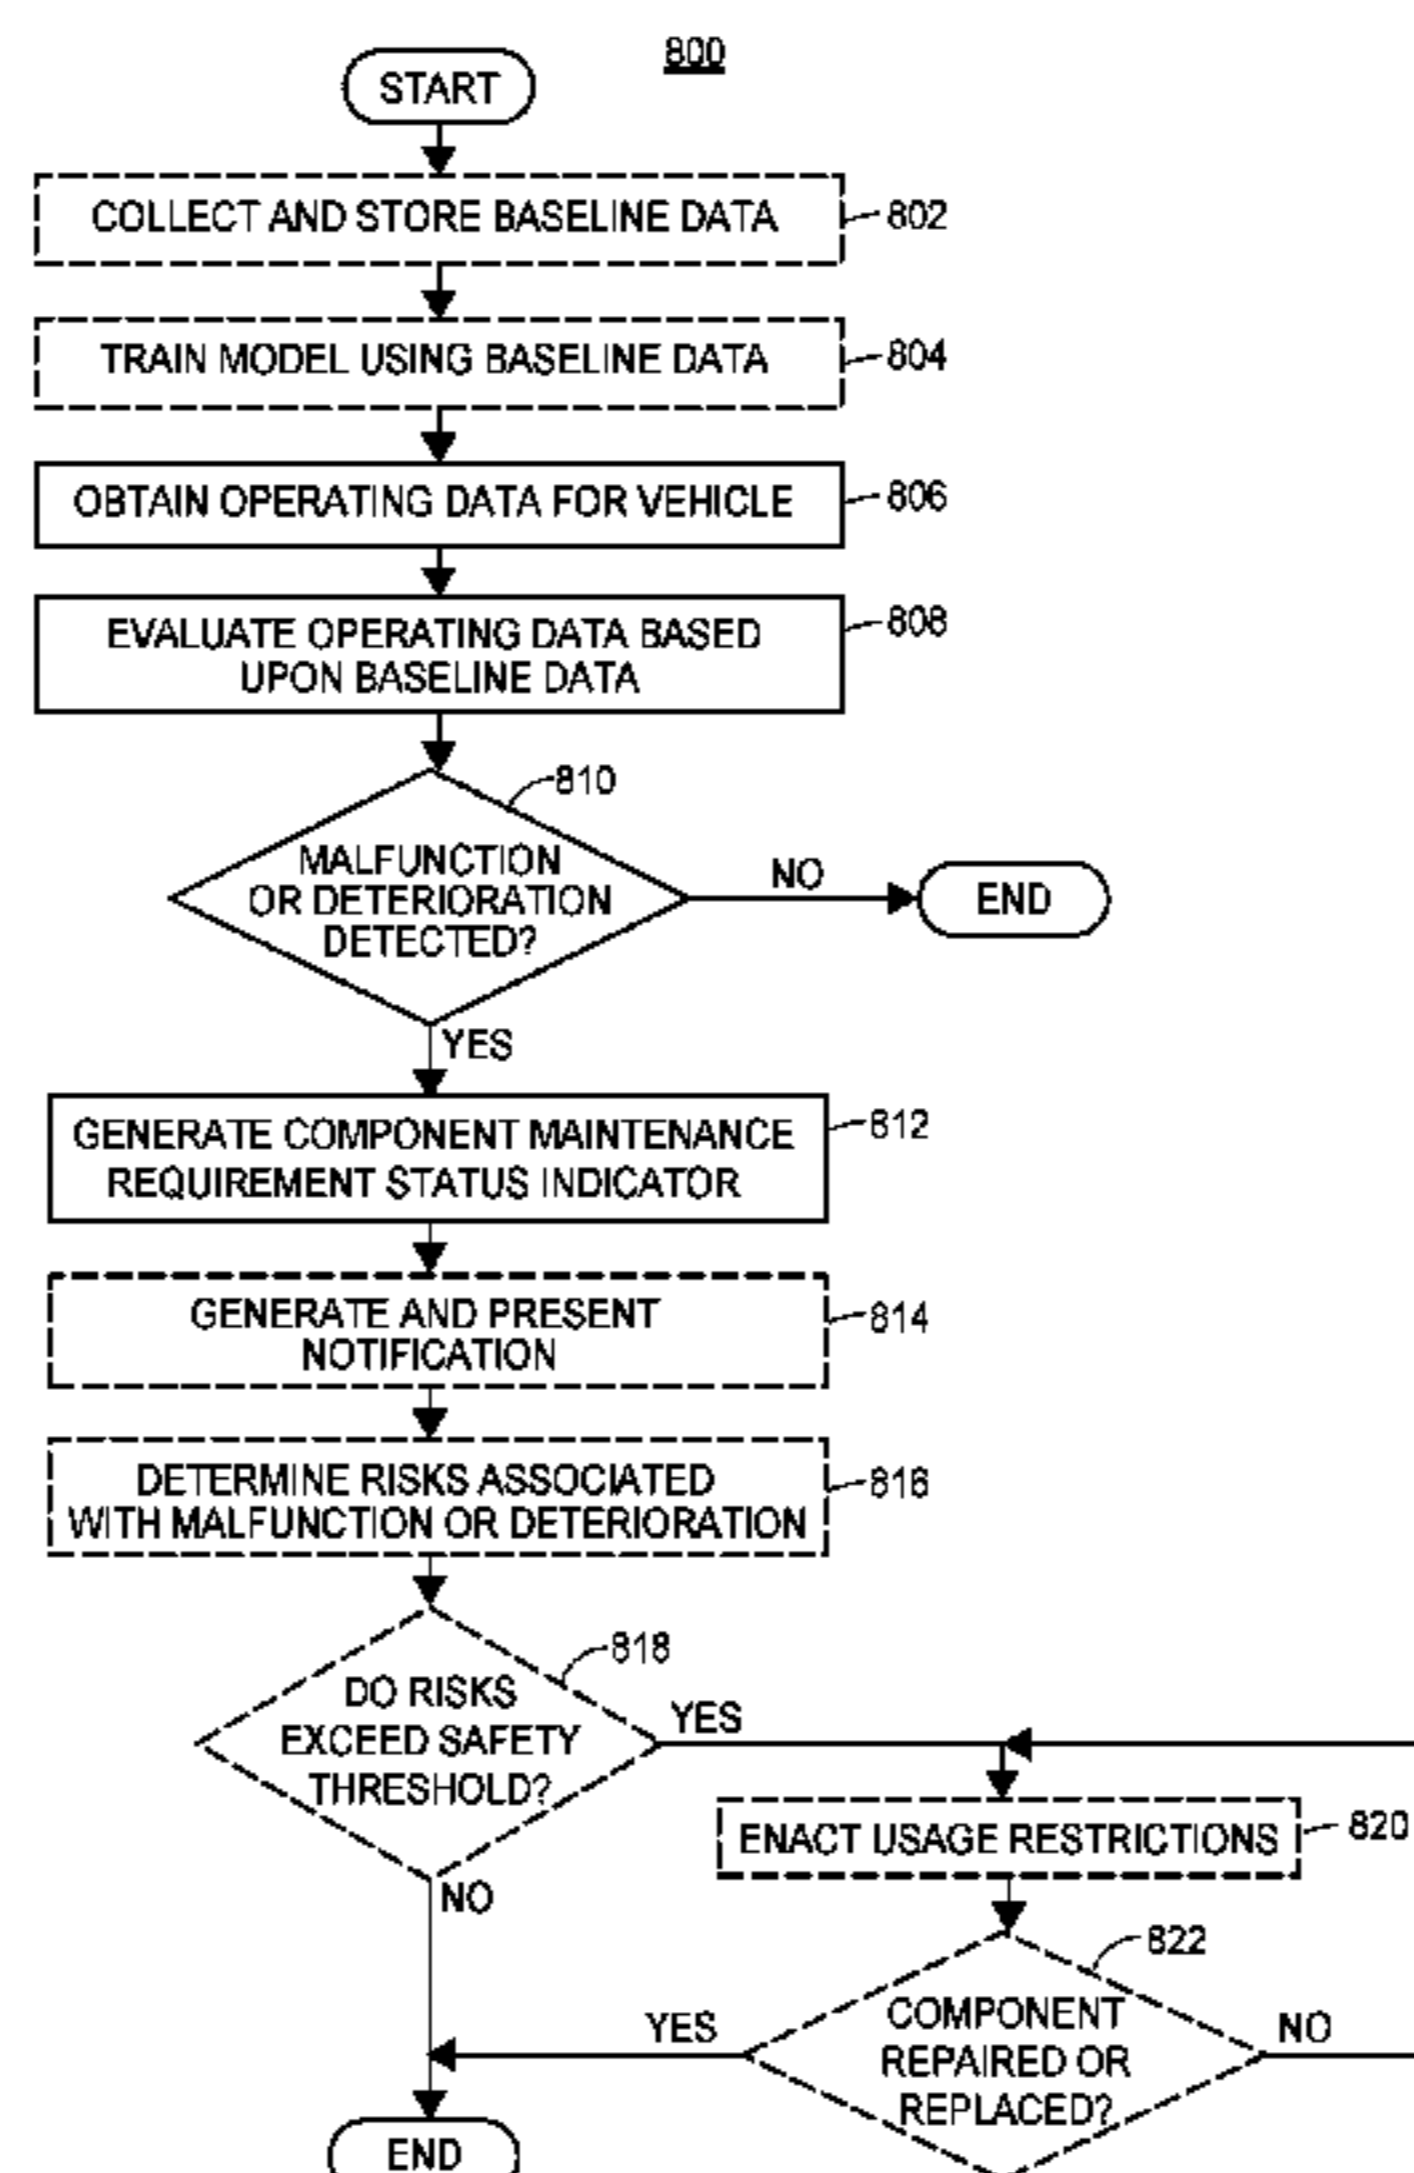 800
START
COLLECT AND STORE BASELINE DATA
802
TRAIN MODEL USING BASELINE DATA
804
OBTAIN OPERATING DATA FOR VEHICLE
806
EVALUATE OPERATING DATA BASED
UPON BASELINE DATA
808
810
MALFUNCTION
OR DETERIORATION
DETECTED?
NO
END
YES
GENERATE COMPONENT MAINTENANCE
REQUIREMENT STATUS INDICATOR
812
GENERATE AND PRESENT
NOTIFICATION
814
DETERMINE RISKS ASSOCIATED
WITH MALFUNCTION OR DETERIORATION
816
818
DO RISKS
EXCEED SAFETY
THRESHOLD?
YES
NO
ENACT USAGE RESTRICTIONS
820
822
COMPONENT
REPAIRED OR
REPLACED?
YES
NO
END